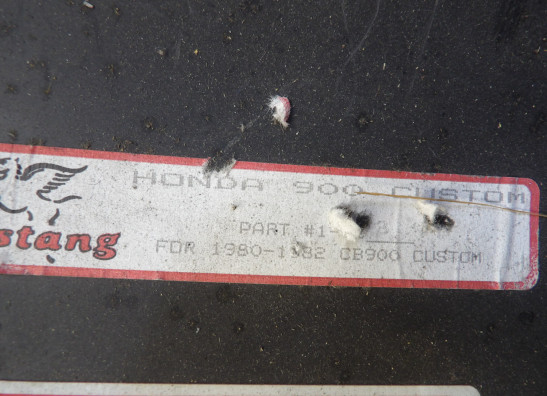 HONDA 900 CUSTOM
PART #1-
stang
FOR 1980-1982 CB900 CUSTOM